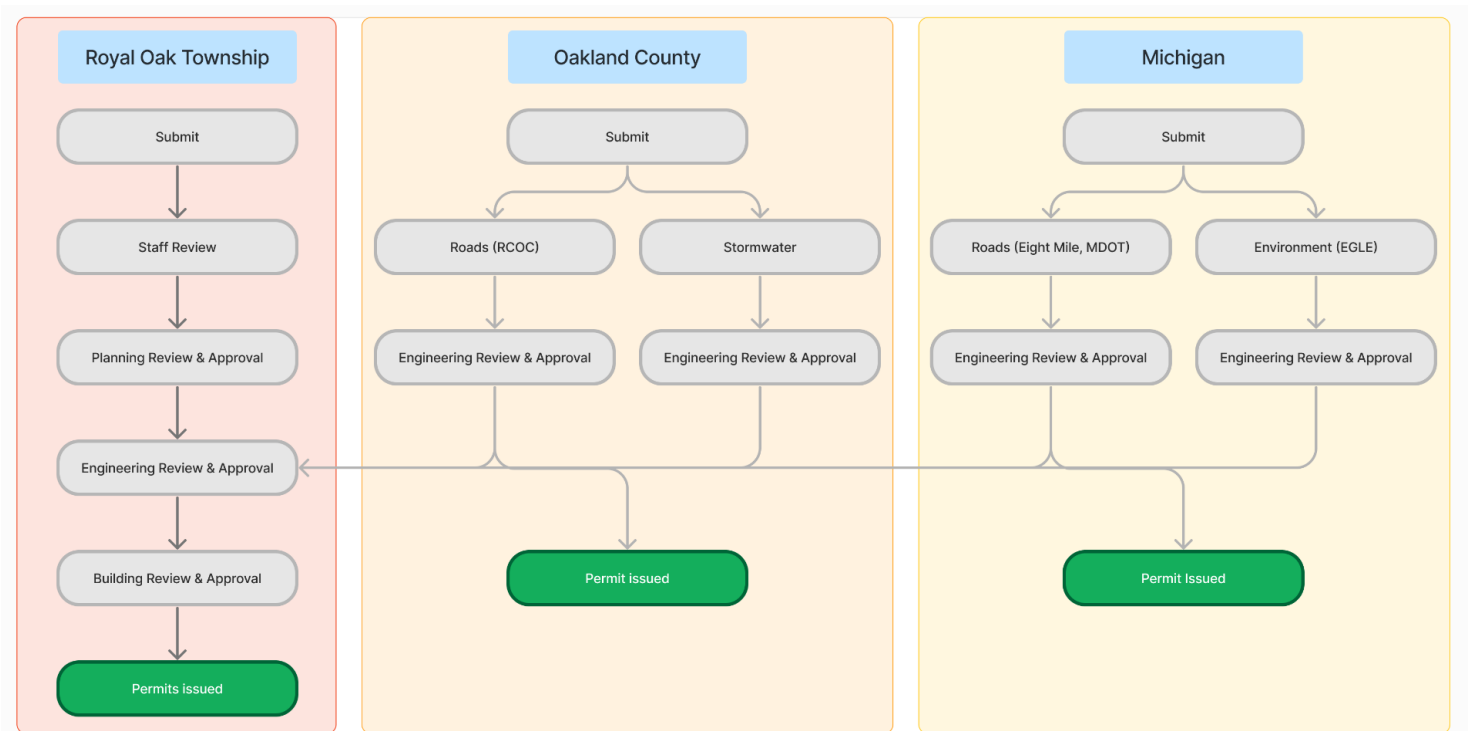 Royal Oak Township
Submit
Staff Review
Planning Review & Approval
Engineering Review & Approval
Building Review & Approval
Permits issued
Oakland County
Submit
Roads (RCOC)
Stormwater
Engineering Review & Approval
Engineering Review & Approval
Permit issued
Michigan
Submit
Roads (Eight Mile, MDOT)
Environment (EGLE)
Engineering Review & Approval
Engineering Review & Approval
Permit Issued